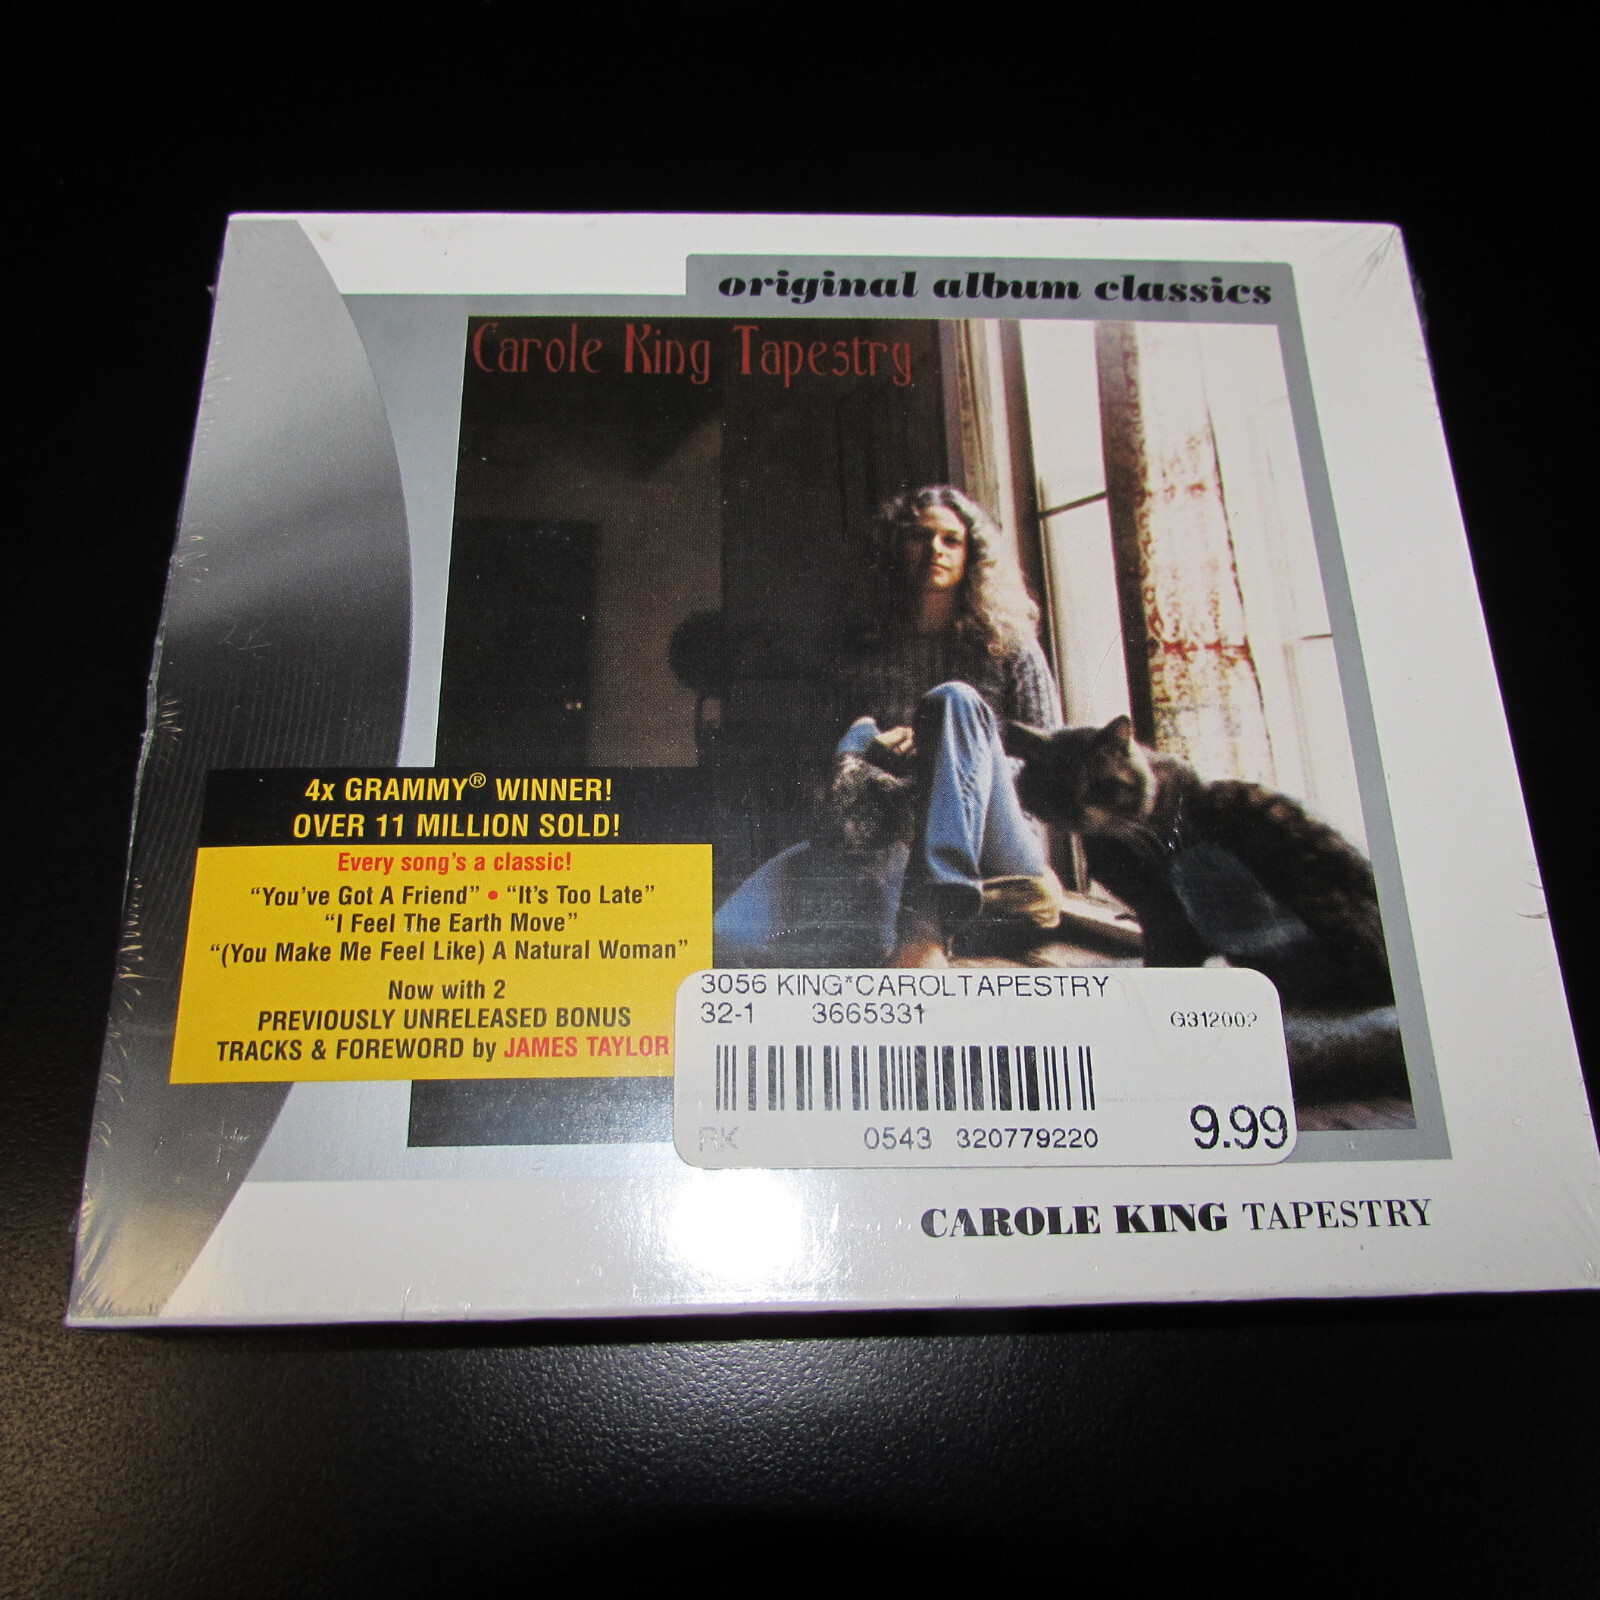 original album classics
Carole King Tapestry
4x GRAMMY® WINNER!
OVER 11 MILLION SOLD!
Every song's a classic!
“You've Got A Friend” • “It's Too Late”
“I Feel The Earth Move”
“(You Make Me Feel Like) A Natural Woman”
Now with 2
PREVIOUSLY UNRELEASED BONUS
TRACKS & FOREWORD by JAMES TAYLOR
3056 KING*CAROLTAPESTRY
32-1 3665331 G312002
RK 0543 320779220 9.99
CAROLE KING TAPESTRY